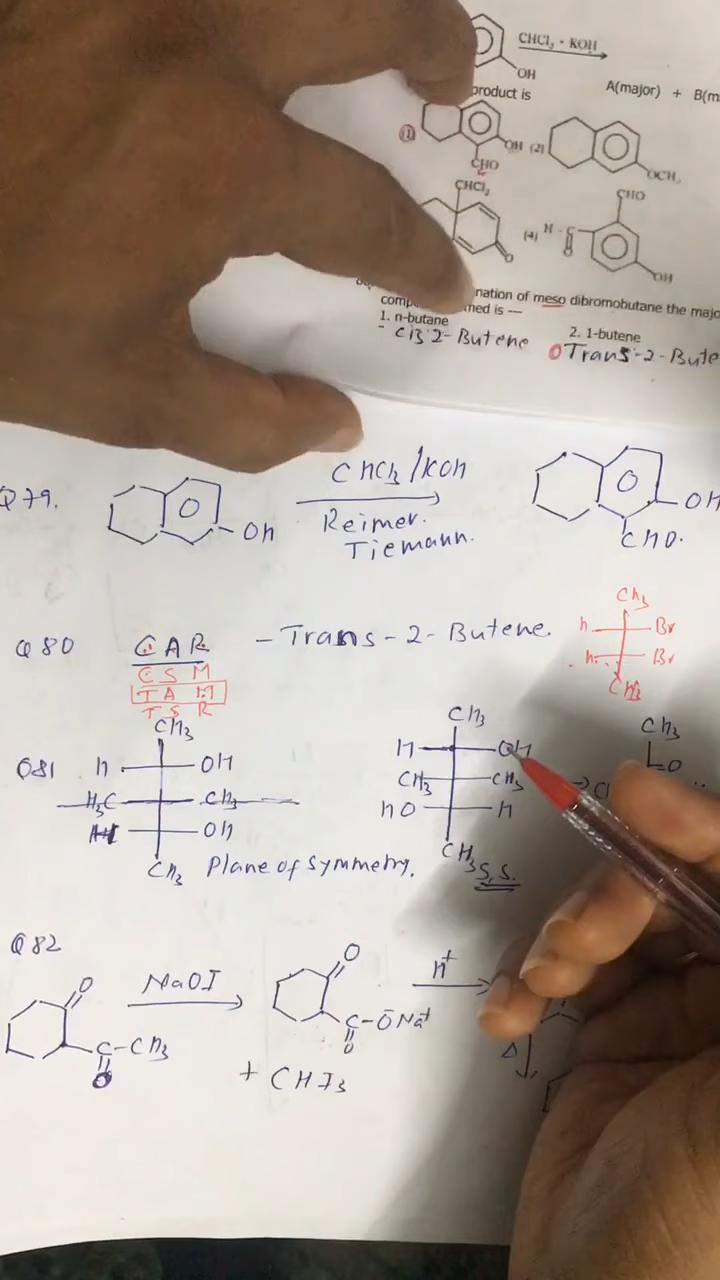 CHCl₃ + KOH
OH
product is
A(major) + B(m
(1)
OH
CHO
(2)
OCH₃
CHCl₂
O
(4) H - C
O
CHO
OH
nation of meso dibromobutane the majo
comp
med is —
1. n-butane
2. 1-butene
- Cis 2-Butene
Trans-2-Bute
Q79.
O
Oh
CHCl3/KOH
Reimer.
Tiemann.
O
OH
CHO.
Q80
CAR
- Trans-2-Butene.
CSM
TAM
TSR
CH3
h
Br
h
Br
CH3
Q81
CH3
h
OH
H3C
CH3
OH
CH3
Plane of Symmetry.
CH3
H
OH
CH3
CH3
HO
H
CH3
S,S.
CH3
O
Q82
O
C-CH3
O
NaOI
O
C-ŌNa+
O
+ CHI3
H+
Δ